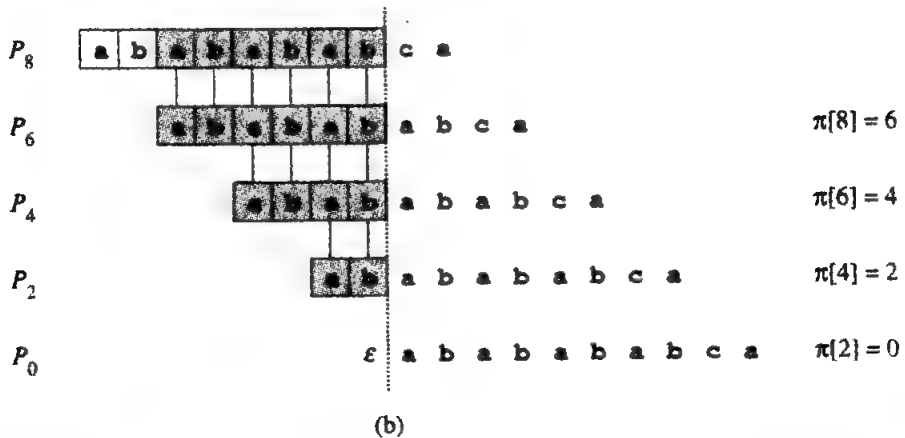 P₈ a b a b a b a b c a
P₆ a b a b a b a b c a π[8] = 6
P₄ a b a b a b a b c a π[6] = 4
P₂ a b a b a b a b c a π[4] = 2
P₀ ε a b a b a b a b c a π[2] = 0
(b)